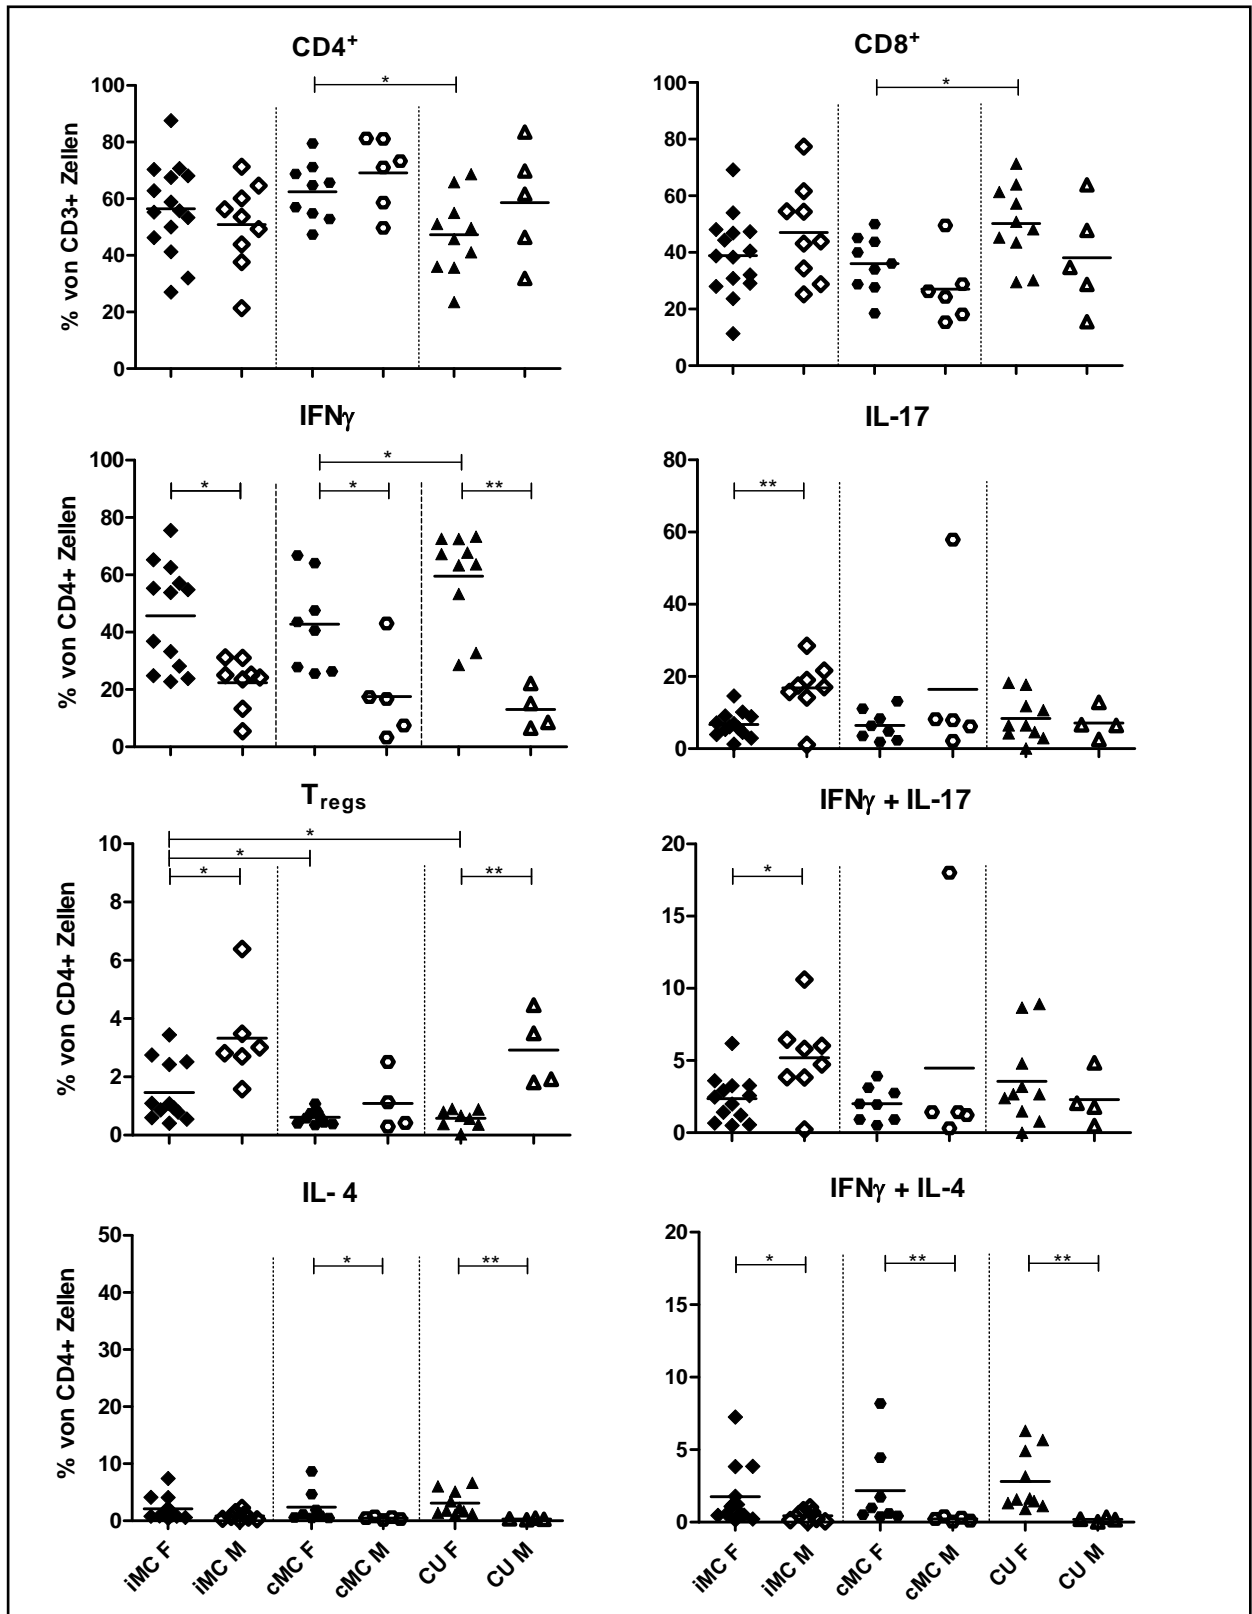 CD4+
CD8+
% von CD3+ Zellen
100
80
60
40
20
0
*
100
80
60
40
20
0
*
IFNγ
IL-17
% von CD4+ Zellen
100
80
60
40
20
0
*
*
*
**
80
60
40
20
0
**
Tregs
IFNγ + IL-17
% von CD4+ Zellen
10
8
6
4
2
0
*
*
*
**
20
15
10
5
0
*
IL- 4
IFNγ + IL-4
% von CD4+ Zellen
50
40
30
20
10
0
*
**
20
15
10
5
0
*
**
**
iMC F
iMC M
cMC F
cMC M
CU F
CU M
iMC F
iMC M
cMC F
cMC M
CU F
CU M